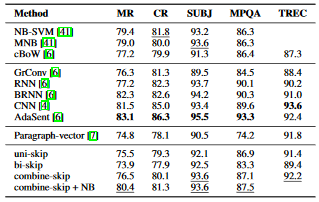 Method MR CR SUBJ MPQA TREC
NB-SVM [41] 79.4 81.8 93.2 86.3
MNB [41] 79.0 80.0 93.6 86.3
cBoW [6] 77.2 79.9 91.3 86.4 87.3
GrConv [6] 76.3 81.3 89.5 84.5 88.4
RNN [6] 77.2 82.3 93.7 90.1 90.2
BRNN [6] 82.3 82.6 94.2 90.3 91.0
CNN [4] 81.5 85.0 93.4 89.6 93.6
AdaSent [6] 83.1 86.3 95.5 93.3 92.4
Paragraph-vector [7] 74.8 78.1 90.5 74.2 91.8
uni-skip 75.5 79.3 92.1 86.9 91.4
bi-skip 73.9 77.9 92.5 83.3 89.4
combine-skip 76.5 80.1 93.6 87.1 92.2
combine-skip + NB 80.4 81.3 93.6 87.5